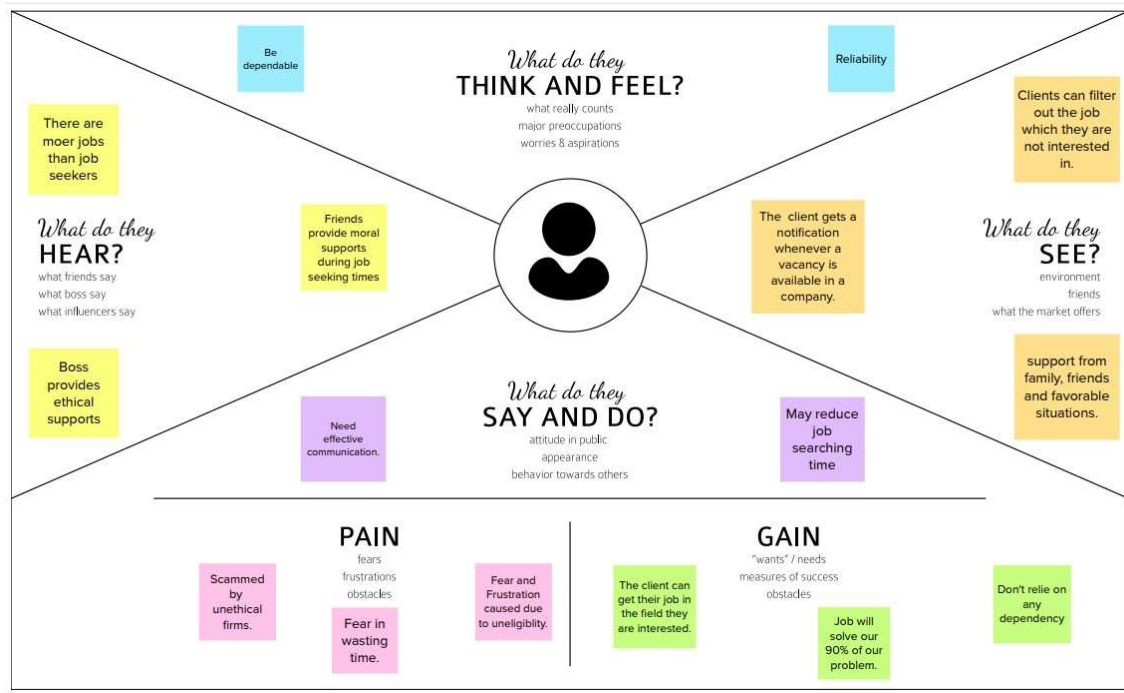 Be
dependable
What do they
THINK AND FEEL?
what really counts
major preoccupations
worries & aspirations
Reliability
There are
moer jobs
than job
seekers
What do they
HEAR?
what friends say
what boss say
what influencers say
Friends
provide moral
supports
during job
seeking times
Boss
provides
ethical
supports
Clients can filter
out the job
which they are
not interested
in.
The client gets a
notification
whenever a
vacancy is
available in a
company.
What do they
SEE?
environment
friends
what the market offers
support from
family, friends
and favorable
situations.
What do they
SAY AND DO?
attitude in public
appearance
behavior towards others
Need
effective
communication.
May reduce
job
searching
time
PAIN
fears
frustrations
obstacles
Scammed
by
unethical
firms.
Fear in
wasting
time.
Fear and
Frustration
caused due
to uneligiblity.
GAIN
"wants" / needs
measures of success
obstacles
The client can
get their job in
the field they
are interested.
Job will
solve our
90% of our
problem.
Don't relie on
any
dependency